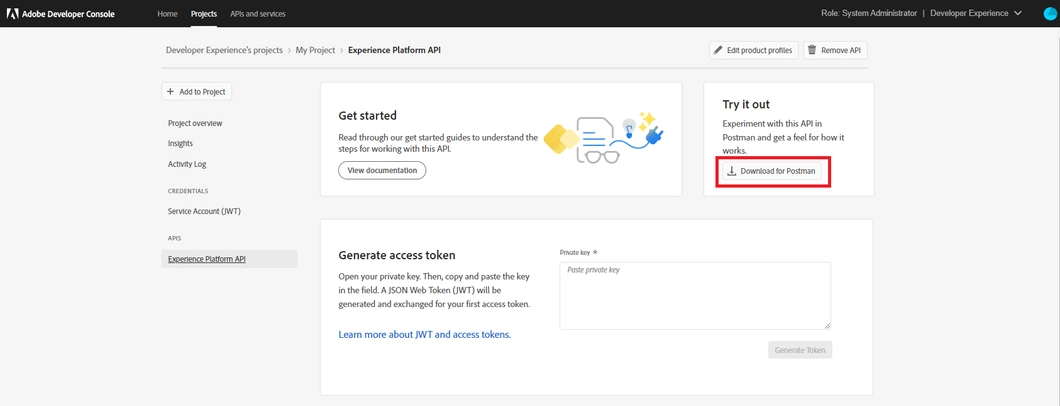 Adobe Developer Console
Home Projects APIs and services
Role: System Administrator | Developer Experience
Developer Experience's projects > My Project > Experience Platform API
Edit product profiles
Remove API
+ Add to Project
Project overview
Insights
Activity Log
CREDENTIALS
Service Account (JWT)
APIS
Experience Platform API
Get started
Read through our get started guides to understand the
steps for working with this API.
View documentation
Try it out
Experiment with this API in
Postman and get a feel for how it
works.
Download for Postman
Generate access token
Open your private key. Then, copy and paste the key
in the field. A JSON Web Token (JWT) will be
generated and exchanged for your first access token.
Learn more about JWT and access tokens.
Private key *
Paste private key
Generate Token